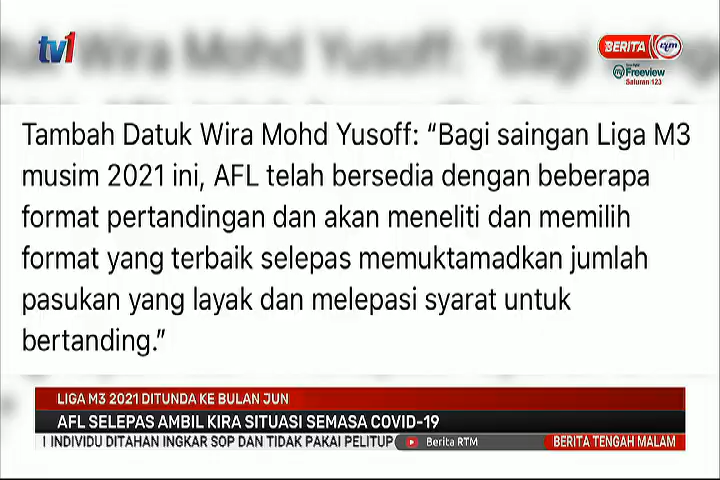 tv1
BERITA rtm
Freeview
Saluran 123
Tambah Datuk Wira Mohd Yusoff: “Bagi saingan Liga M3
musim 2021 ini, AFL telah bersedia dengan beberapa
format pertandingan dan akan meneliti dan memilih
format yang terbaik selepas memuktamadkan jumlah
pasukan yang layak dan melepasi syarat untuk
bertanding.”
LIGA M3 2021 DITUNDA KE BULAN JUN
AFL SELEPAS AMBIL KIRA SITUASI SEMASA COVID-19
INDIVIDU DITAHAN INGKAR SOP DAN TIDAK PAKAI PELITUP
Berita RTM
BERITA TENGAH MALAM